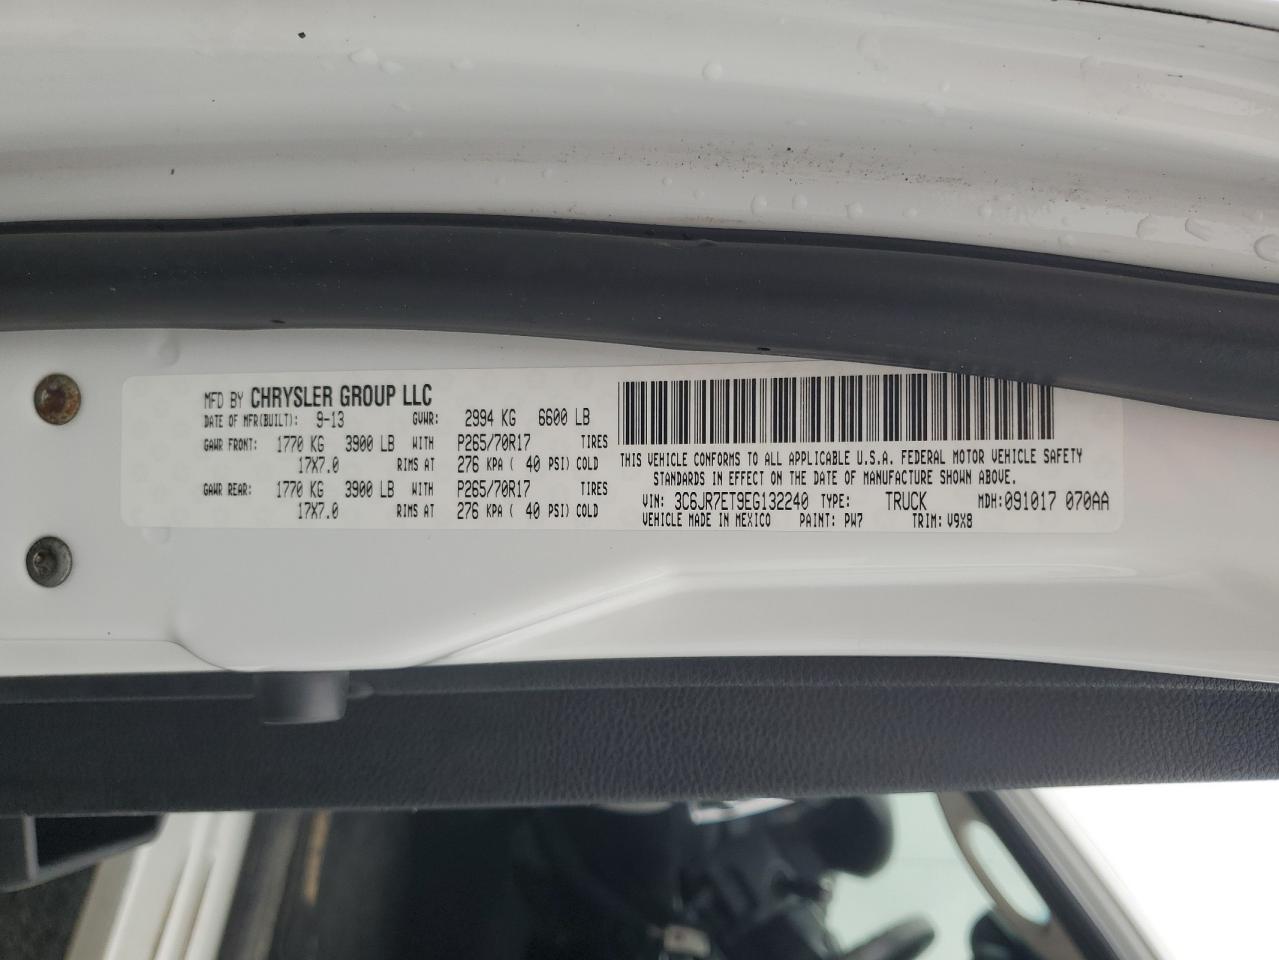 MFD BY CHRYSLER GROUP LLC
DATE OF MFR(BUILT): 9-13 GVWR: 2994 KG 6600 LB
GAWR FRONT: 1770 KG 3900 LB WITH P265/70R17 TIRES
17X7.0 RIMS AT 276 KPA ( 40 PSI) COLD
GAWR REAR: 1770 KG 3900 LB WITH P265/70R17 TIRES
17X7.0 RIMS AT 276 KPA ( 40 PSI) COLD
THIS VEHICLE CONFORMS TO ALL APPLICABLE U.S.A. FEDERAL MOTOR VEHICLE SAFETY
STANDARDS IN EFFECT ON THE DATE OF MANUFACTURE SHOWN ABOVE.
VIN: 3C6JR7ET9EG132240 TYPE: TRUCK MDH:091017 070AA
VEHICLE MADE IN MEXICO PAINT: PW7 TRIM: V9X8